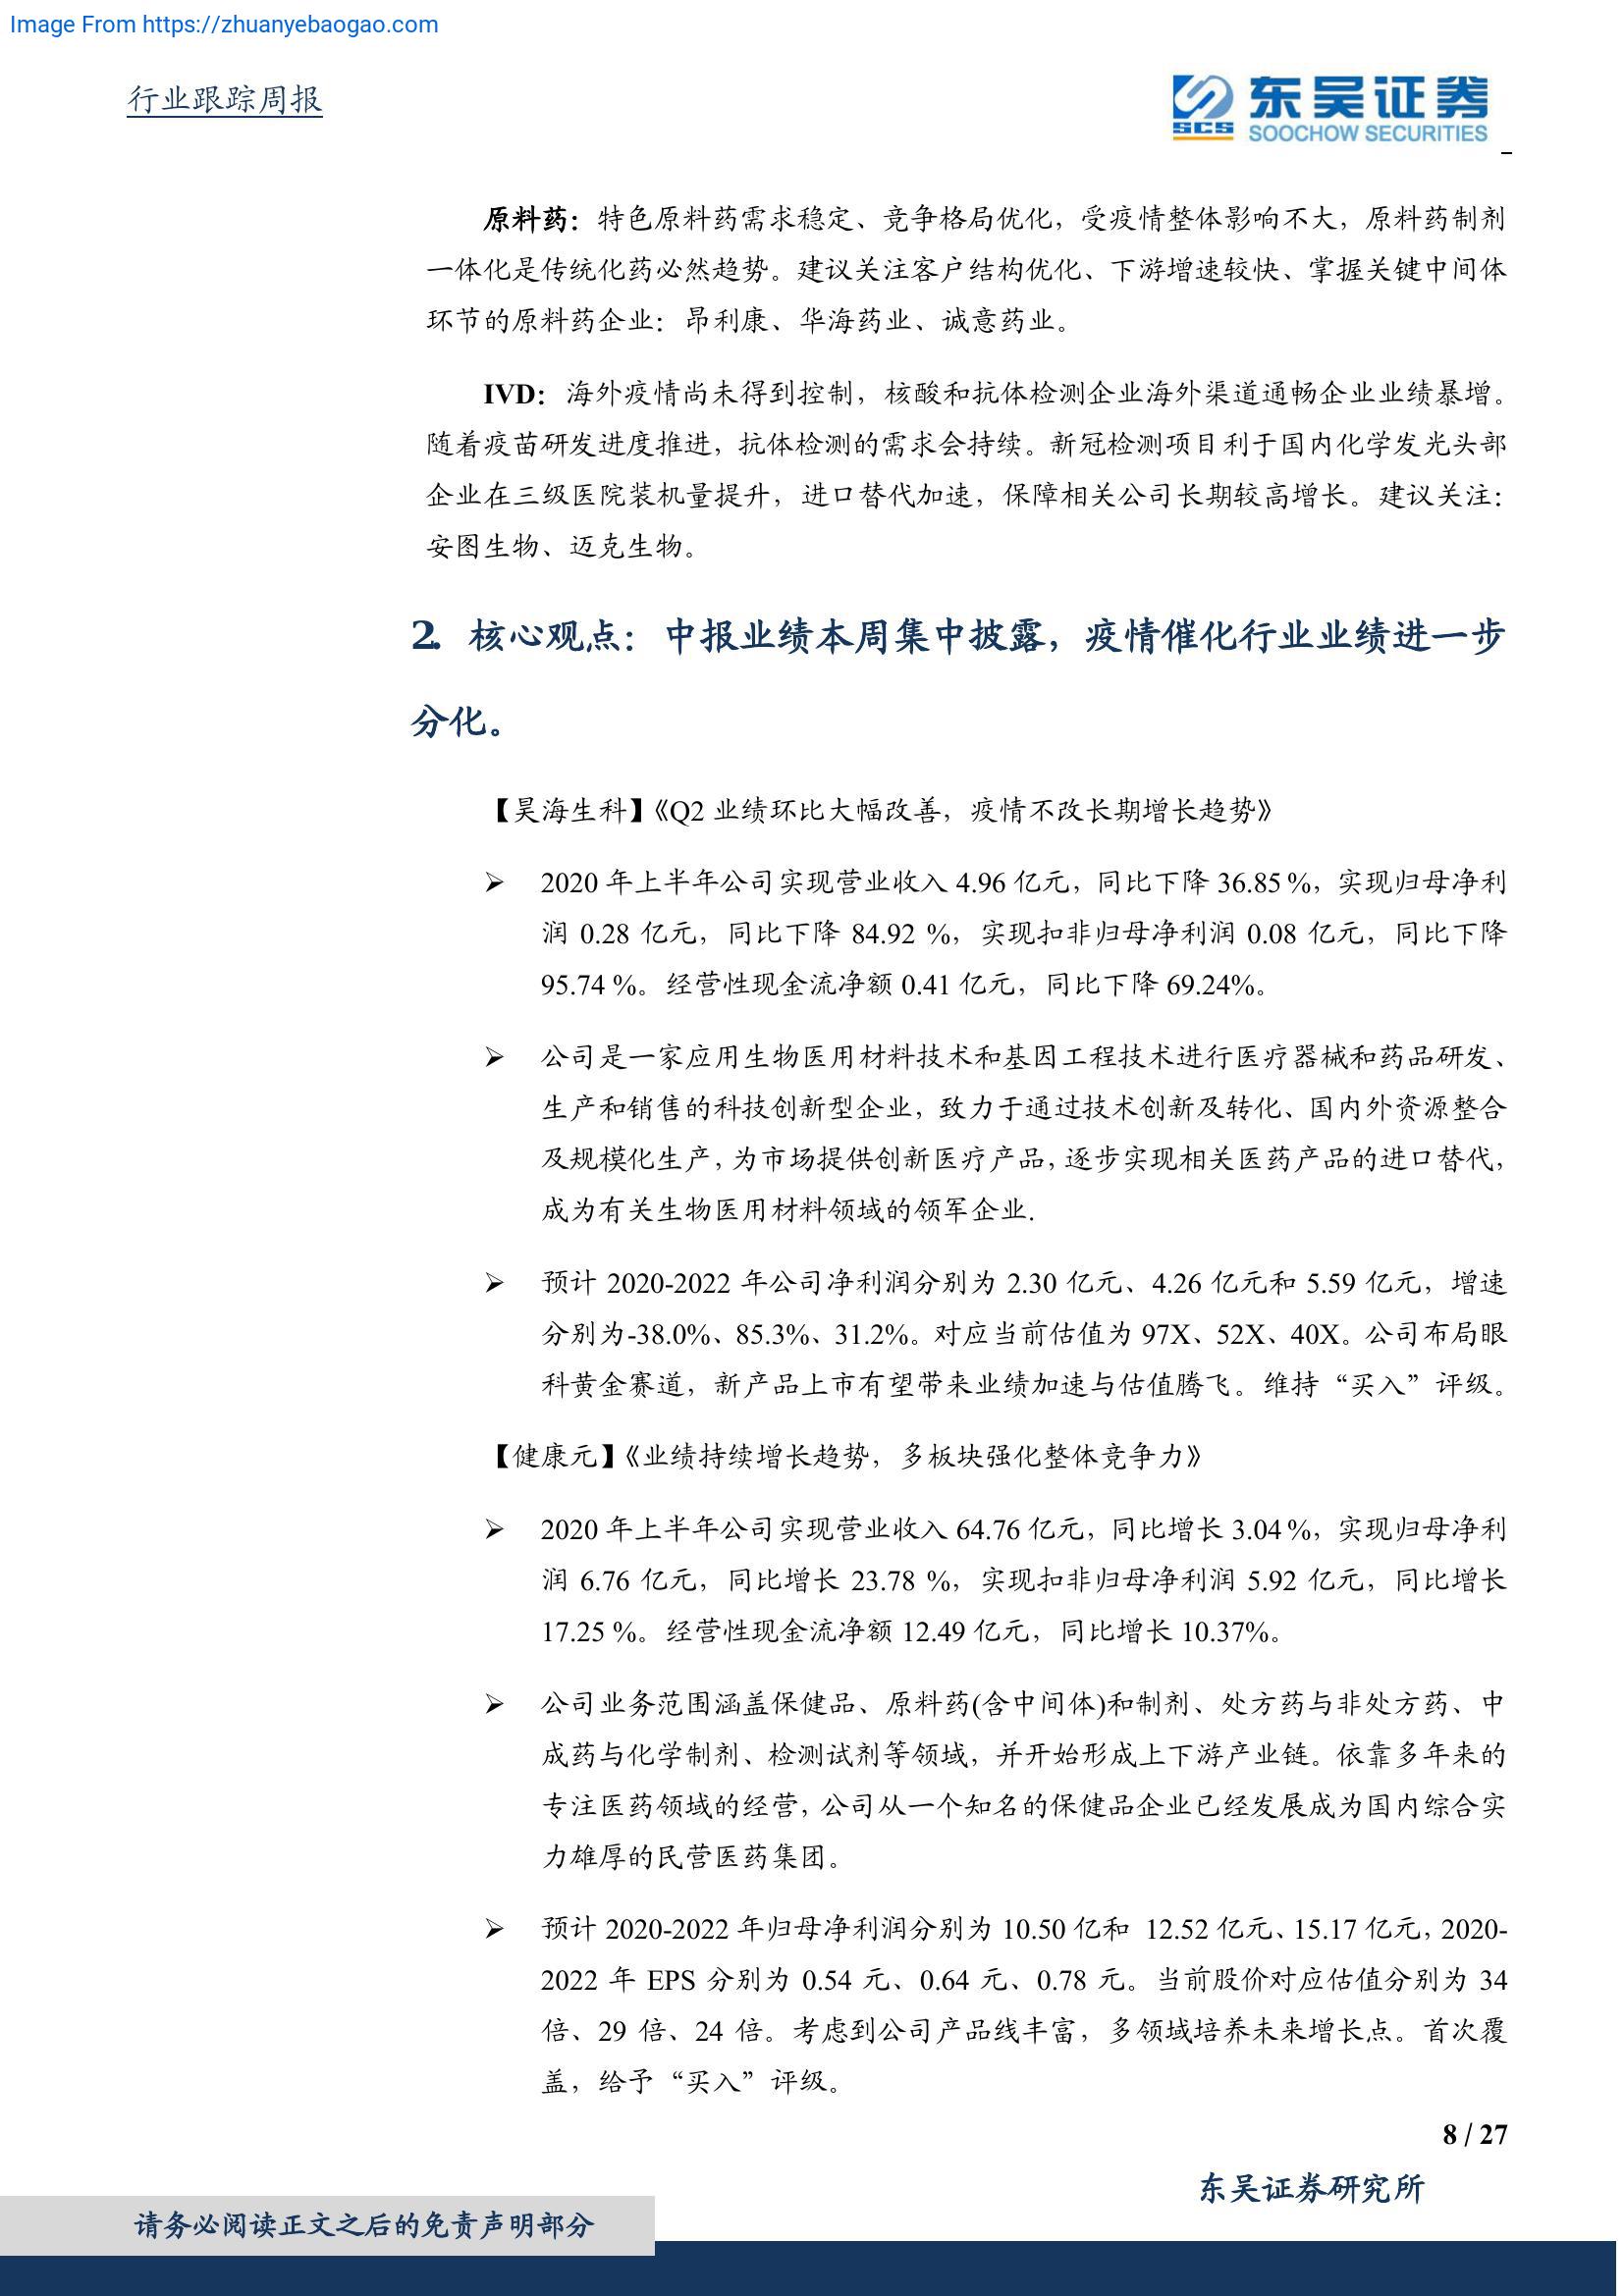 Image From https://zhuanyebaogao.com
行业跟踪周报
SCS 东吴证券
SOOCHOW SECURITIES
原料药：特色原料药需求稳定、竞争格局优化，受疫情整体影响不大，原料药制剂
一体化是传统化药必然趋势。建议关注客户结构优化、下游增速较快、掌握关键中间体
环节的原料药企业：昂利康、华海药业、诚意药业。
IVD：海外疫情尚未得到控制，核酸和抗体检测企业海外渠道通畅企业业绩暴增。
随着疫苗研发进度推进，抗体检测的需求会持续。新冠检测项目利于国内化学发光头部
企业在三级医院装机量提升，进口替代加速，保障相关公司长期较高增长。建议关注：
安图生物、迈克生物。
2. 核心观点：中报业绩本周集中披露，疫情催化行业业绩进一步
分化。
【昊海生科】《Q2 业绩环比大幅改善，疫情不改长期增长趋势》
➢ 2020 年上半年公司实现营业收入 4.96 亿元，同比下降 36.85 %，实现归母净利
润 0.28 亿元，同比下降 84.92 %，实现扣非归母净利润 0.08 亿元，同比下降
95.74 %。经营性现金流净额 0.41 亿元，同比下降 69.24%。
➢ 公司是一家应用生物医用材料技术和基因工程技术进行医疗器械和药品研发、
生产和销售的科技创新型企业，致力于通过技术创新及转化、国内外资源整合
及规模化生产，为市场提供创新医疗产品，逐步实现相关医药产品的进口替代，
成为有关生物医用材料领域的领军企业.
➢ 预计 2020-2022 年公司净利润分别为 2.30 亿元、4.26 亿元和 5.59 亿元，增速
分别为-38.0%、85.3%、31.2%。对应当前估值为 97X、52X、40X。公司布局眼
科黄金赛道，新产品上市有望带来业绩加速与估值腾飞。维持“买入”评级。
【健康元】《业绩持续增长趋势，多板块强化整体竞争力》
➢ 2020 年上半年公司实现营业收入 64.76 亿元，同比增长 3.04 %，实现归母净利
润 6.76 亿元，同比增长 23.78 %，实现扣非归母净利润 5.92 亿元，同比增长
17.25 %。经营性现金流净额 12.49 亿元，同比增长 10.37%。
➢ 公司业务范围涵盖保健品、原料药(含中间体)和制剂、处方药与非处方药、中
成药与化学制剂、检测试剂等领域，并开始形成上下游产业链。依靠多年来的
专注医药领域的经营，公司从一个知名的保健品企业已经发展成为国内综合实
力雄厚的民营医药集团。
➢ 预计 2020-2022 年归母净利润分别为 10.50 亿和 12.52 亿元、15.17 亿元，2020-
2022 年 EPS 分别为 0.54 元、0.64 元、0.78 元。当前股价对应估值分别为 34
倍、29 倍、24 倍。考虑到公司产品线丰富，多领域培养未来增长点。首次覆
盖，给予“买入”评级。
8 / 27
东吴证券研究所
请务必阅读正文之后的免责声明部分